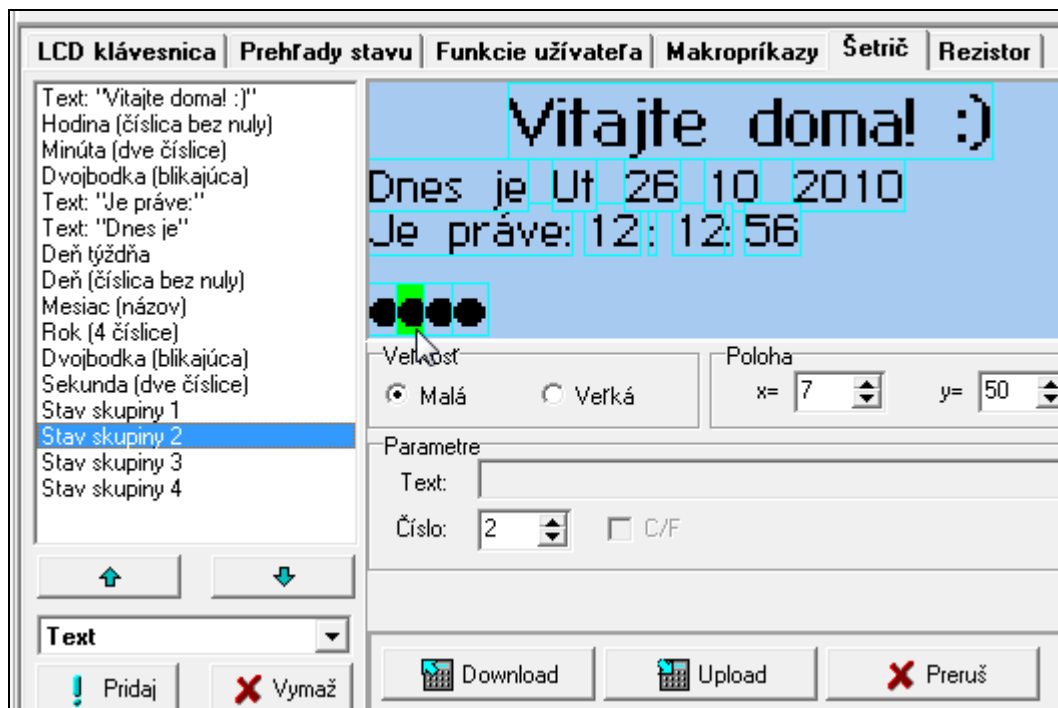 LCD klávesnica Prehľady stavu Funkcie užívateľa Makropríkazy Šetrič Rezistor
Text: "Vitajte doma! :)"
Hodina (číslica bez nuly)
Minúta (dve číslice)
Dvojbodka (blikajúca)
Text: "Je práve:"
Text: "Dnes je"
Deň týždňa
Deň (číslica bez nuly)
Mesiac (názov)
Rok (4 číslice)
Dvojbodka (blikajúca)
Sekunda (dve číslice)
Stav skupiny 1
Stav skupiny 2
Stav skupiny 3
Stav skupiny 4
Text
Pridaj Vymaž
Vitajte doma! :)
Dnes je Ut 26 10 2010
Je práve: 12 : 12 : 56
Veľkosť
Malá Veľká
Poloha
x= 7 y= 50
Parametre
Text:
Číslo: 2 C/F
Download Upload Preruš